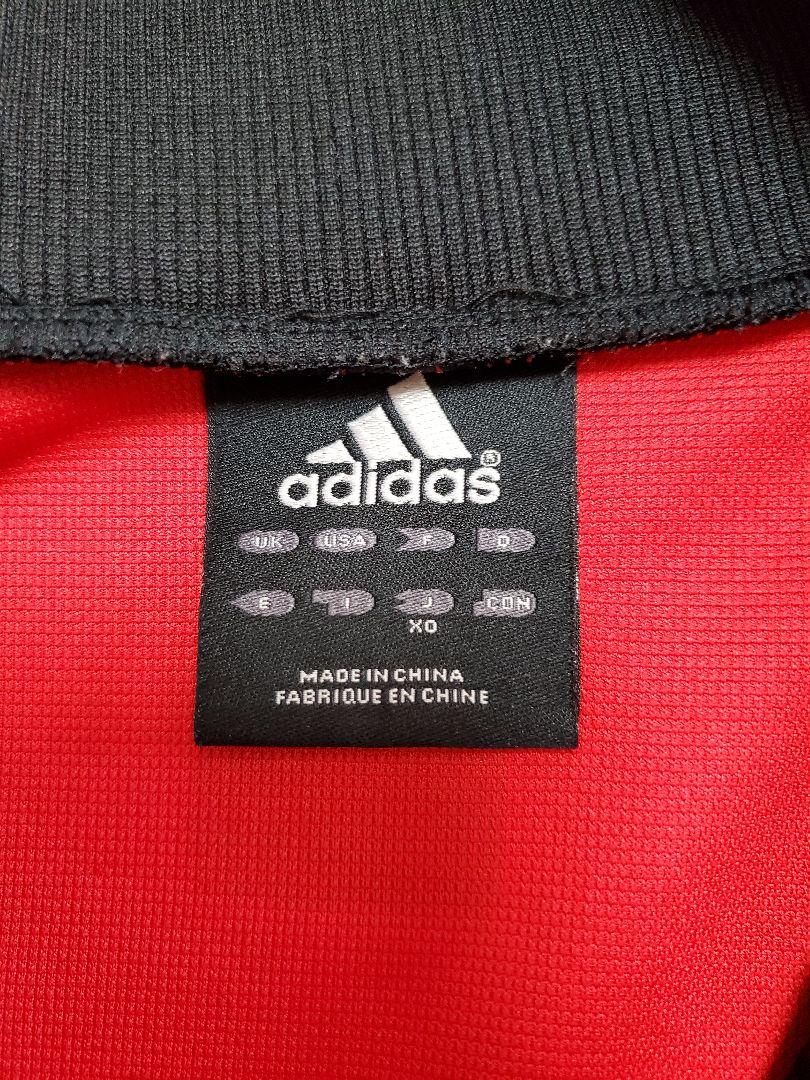 adidas®
UK USA F D
E I J CON
XO
MADE IN CHINA
FABRIQUE EN CHINE